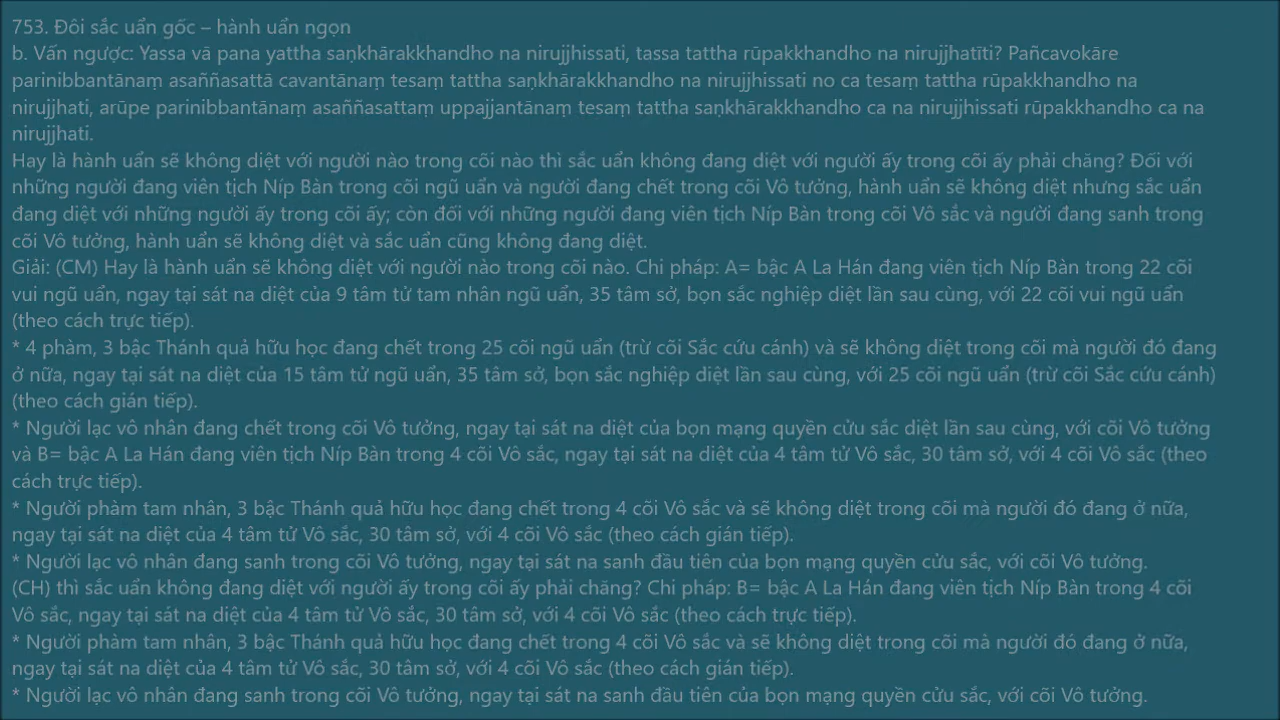 753. Đôi sắc uẩn gốc – hành uẩn ngọn
b. Vấn ngược: Yassa vā pana yattha saṇkhārakkhandho na nirujjhissati, tassa tattha rūpakkhandho na nirujjhatīti? Pañcavokāre
parinibbantānaṃ asaññasattā cavantānaṃ tesaṃ tattha saṇkhārakkhandho na nirujjhissati no ca tesaṃ tattha rūpakkhandho na
nirujjhati, arūpe parinibbantānaṃ asaññasattaṃ uppajjantānaṃ tesaṃ tattha saṇkhārakkhandho ca na nirujjhissati rūpakkhandho ca na
nirujjhati.
Hay là hành uẩn sẽ không diệt với người nào trong cõi nào thì sắc uẩn không đang diệt với người ấy trong cõi ấy phải chăng? Đối với
những người đang viên tịch Níp Bàn trong cõi ngũ uẩn và người đang chết trong cõi Vô tưởng, hành uẩn sẽ không diệt nhưng sắc uẩn
đang diệt với những người ấy trong cõi ấy; còn đối với những người đang viên tịch Níp Bàn trong cõi Vô sắc và người đang sanh trong
cõi Vô tưởng, hành uẩn sẽ không diệt và sắc uẩn cũng không đang diệt.
Giải: (CM) Hay là hành uẩn sẽ không diệt với người nào trong cõi nào. Chi pháp: A= bậc A La Hán đang viên tịch Níp Bàn trong 22 cõi
vui ngũ uẩn, ngay tại sát na diệt của 9 tâm tử tam nhân ngũ uẩn, 35 tâm sở, bọn sắc nghiệp diệt lần sau cùng, với 22 cõi vui ngũ uẩn
(theo cách trực tiếp).
* 4 phàm, 3 bậc Thánh quả hữu học đang chết trong 25 cõi ngũ uẩn (trừ cõi Sắc cứu cánh) và sẽ không diệt trong cõi mà người đó đang
ở nữa, ngay tại sát na diệt của 15 tâm tử ngũ uẩn, 35 tâm sở, bọn sắc nghiệp diệt lần sau cùng, với 25 cõi ngũ uẩn (trừ cõi Sắc cứu cánh)
(theo cách gián tiếp).
* Người lạc vô nhân đang chết trong cõi Vô tưởng, ngay tại sát na diệt của bọn mạng quyền cửu sắc diệt lần sau cùng, với cõi Vô tưởng
và B= bậc A La Hán đang viên tịch Níp Bàn trong 4 cõi Vô sắc, ngay tại sát na diệt của 4 tâm tử Vô sắc, 30 tâm sở, với 4 cõi Vô sắc (theo
cách trực tiếp).
* Người phàm tam nhân, 3 bậc Thánh quả hữu học đang chết trong 4 cõi Vô sắc và sẽ không diệt trong cõi mà người đó đang ở nữa,
ngay tại sát na diệt của 4 tâm tử Vô sắc, 30 tâm sở, với 4 cõi Vô sắc (theo cách gián tiếp).
* Người lạc vô nhân đang sanh trong cõi Vô tưởng, ngay tại sát na sanh đầu tiên của bọn mạng quyền cửu sắc, với cõi Vô tưởng.
(CH) thì sắc uẩn không đang diệt với người ấy trong cõi ấy phải chăng? Chi pháp: B= bậc A La Hán đang viên tịch Níp Bàn trong 4 cõi
Vô sắc, ngay tại sát na diệt của 4 tâm tử Vô sắc, 30 tâm sở, với 4 cõi Vô sắc (theo cách trực tiếp).
* Người phàm tam nhân, 3 bậc Thánh quả hữu học đang chết trong 4 cõi Vô sắc và sẽ không diệt trong cõi mà người đó đang ở nữa,
ngay tại sát na diệt của 4 tâm tử Vô sắc, 30 tâm sở, với 4 cõi Vô sắc (theo cách gián tiếp).
* Người lạc vô nhân đang sanh trong cõi Vô tưởng, ngay tại sát na sanh đầu tiên của bọn mạng quyền cửu sắc, với cõi Vô tưởng.